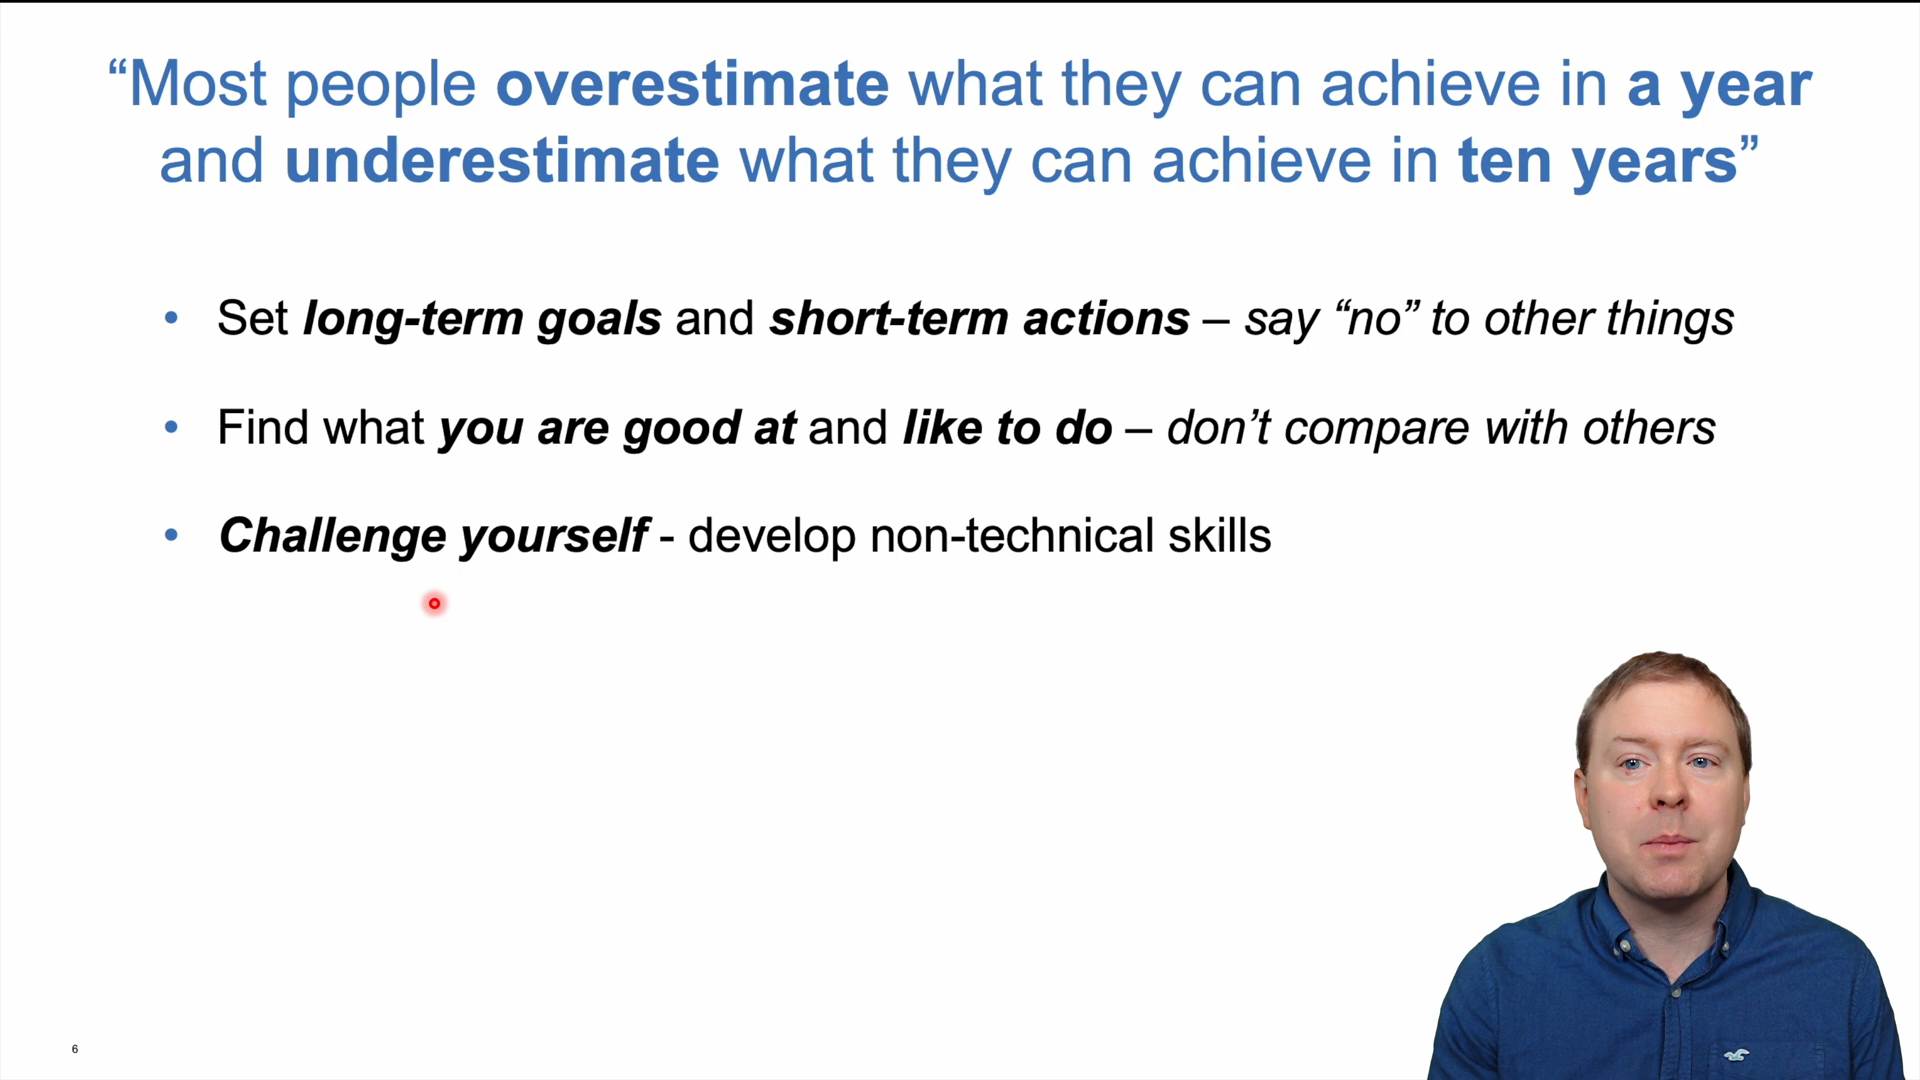 “Most people overestimate what they can achieve in a year
and underestimate what they can achieve in ten years”
• Set long-term goals and short-term actions – say “no” to other things
• Find what you are good at and like to do – don’t compare with others
• Challenge yourself - develop non-technical skills
6